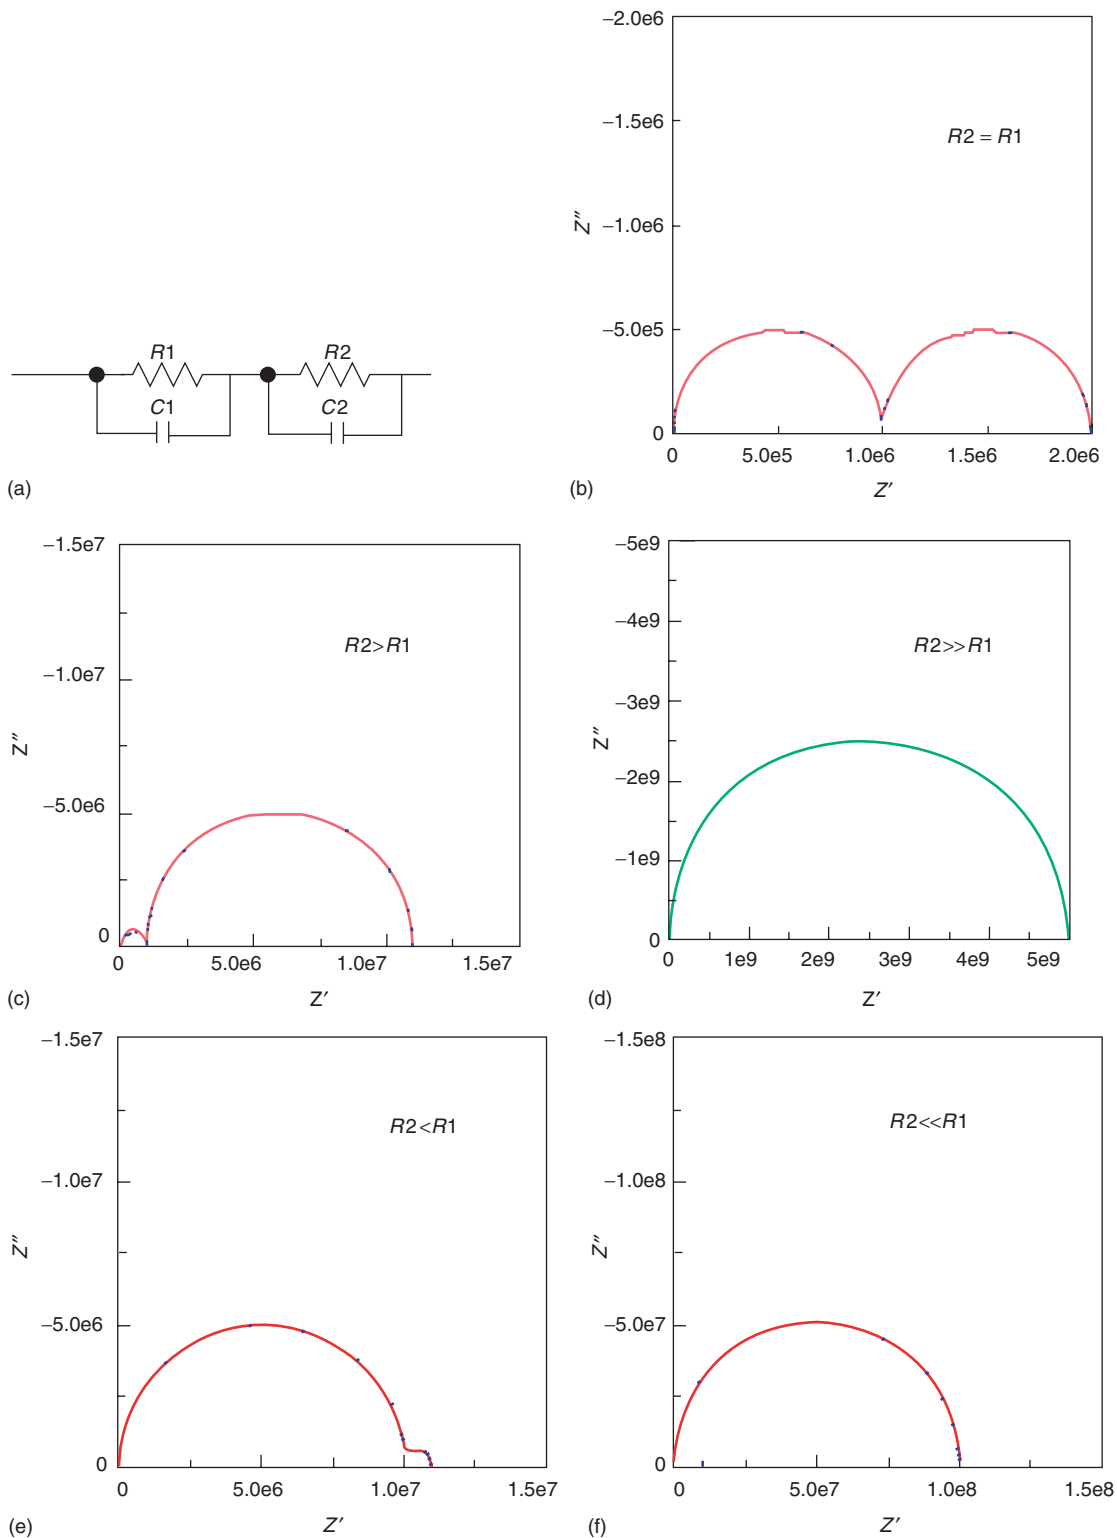 R1
R2
C1
C2
(a)
−2.0e6
−1.5e6
R2 = R1
−1.0e6
Z″
−5.0e5
0
0
5.0e5
1.0e6
1.5e6
2.0e6
Z′
(b)
−1.5e7
R2>R1
−1.0e7
Z″
−5.0e6
0
0
5.0e6
1.0e7
1.5e7
Z′
(c)
−5e9
−4e9
R2>>R1
−3e9
Z″
−2e9
−1e9
0
0
1e9
2e9
3e9
4e9
5e9
Z′
(d)
−1.5e7
R2<R1
−1.0e7
Z″
−5.0e6
0
0
5.0e6
1.0e7
1.5e7
Z′
(e)
−1.5e8
R2<<R1
−1.0e8
Z″
−5.0e7
0
0
5.0e7
1.0e8
1.5e8
Z′
(f)